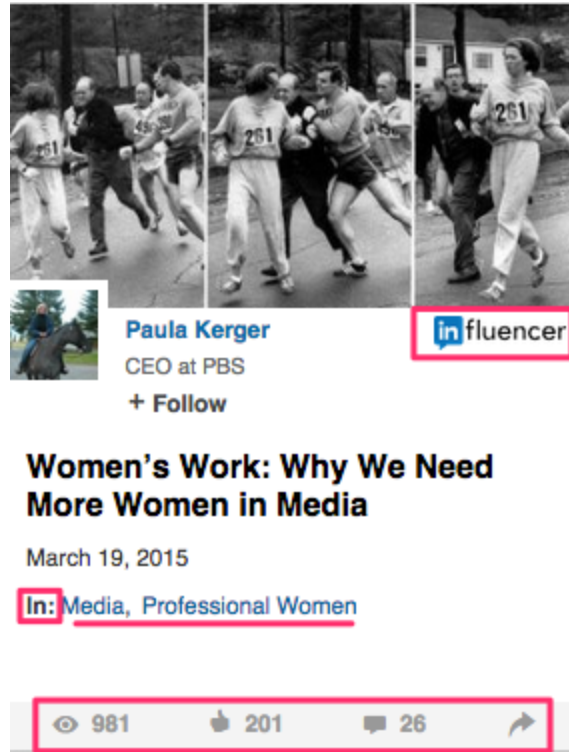 261
261
261
influencer
Paula Kerger
CEO at PBS
+ Follow
Women's Work: Why We Need
More Women in Media
March 19, 2015
In: Media, Professional Women
981 201 26